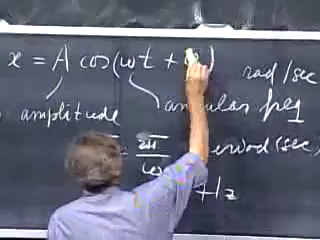 x = A cos(ωt +    )
rad/sec
amplitude angular freq
= 2π/ω period (sec)
Hz